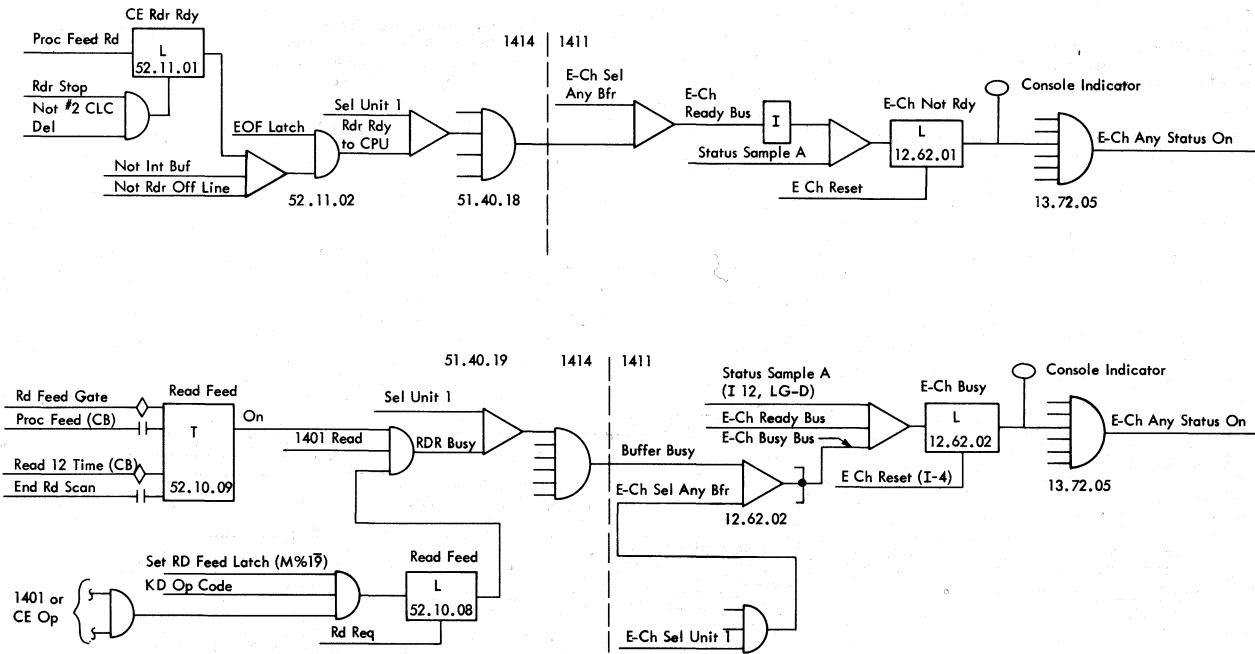 CE Rdr Rdy
Proc Feed Rd
L
52.11.01
Rdr Stop
Not #2 CLC
Del
EOF Latch
Not Int Buf
Not Rdr Off Line
52.11.02
Sel Unit 1
Rdr Rdy
to CPU
51.40.18
1414
1411
E-Ch Sel
Any Bfr
E-Ch
Ready Bus
I
Status Sample A
E-Ch Not Rdy
L
12.62.01
E Ch Reset
Console Indicator
E-Ch Any Status On
13.72.05
51.40.19
1414
1411
Rd Feed Gate
Proc Feed (CB)
Read Feed
T
52.10.09
On
Read 12 Time (CB)
End Rd Scan
Sel Unit 1
1401 Read
RDR Busy
Buffer Busy
E-Ch Sel Any Bfr
12.62.02
Status Sample A
(I 12, LG-D)
E-Ch Ready Bus
E-Ch Busy Bus
E-Ch Busy
L
12.62.02
E Ch Reset (I-4)
Console Indicator
E-Ch Any Status On
13.72.05
Set RD Feed Latch (M%19̅)
KD Op Code
1401 or
CE Op
Read Feed
L
52.10.08
Rd Req
E-Ch Sel Unit 1